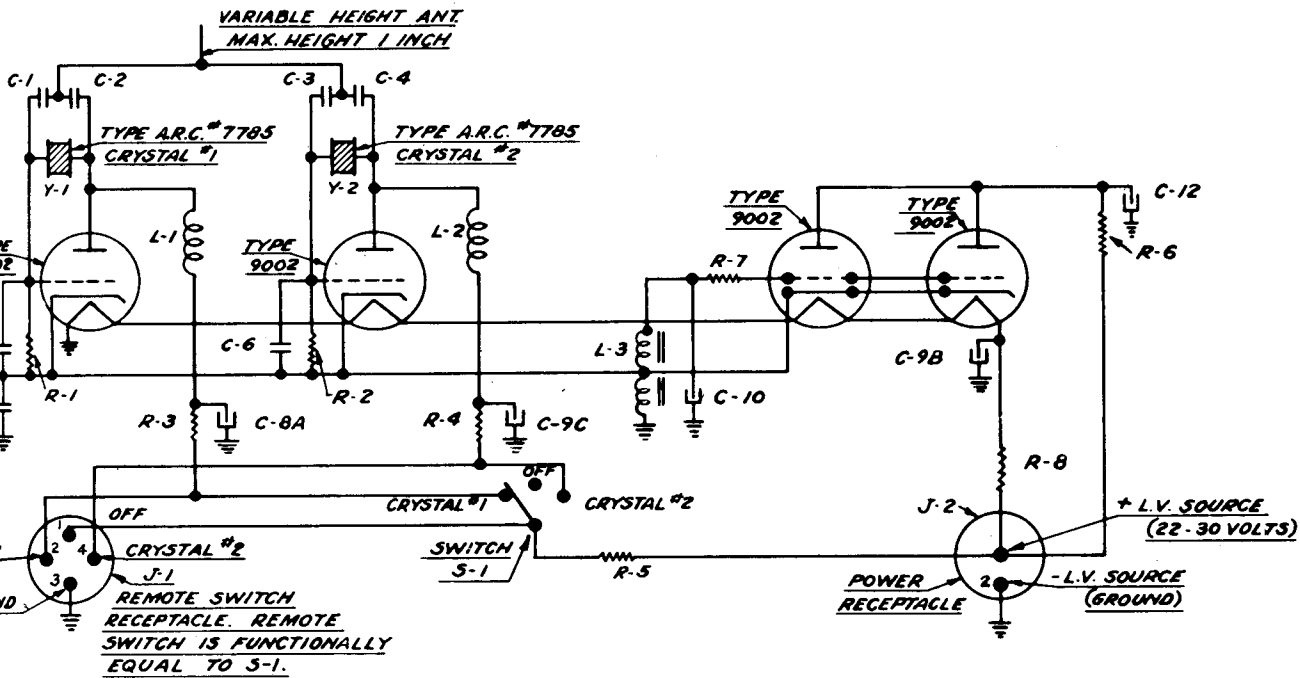 VARIABLE HEIGHT ANT.
MAX. HEIGHT 1 INCH
C-1
C-2
C-3
C-4
TYPE A.R.C. #7785
CRYSTAL #1
TYPE A.R.C. #7785
CRYSTAL #2
Y-1
Y-2
TYPE
9002
TYPE
9002
C-12
L-1
TYPE
9002
L-2
R-7
R-6
C-6
L-3
C-9B
R-1
R-2
C-10
R-3
C-8A
R-4
C-9C
R-8
OFF
CRYSTAL #1
CRYSTAL #2
OFF
J-2
+ L.V. SOURCE
(22-30 VOLTS)
1
2
4
CRYSTAL #2
SWITCH
S-1
R-5
3
J-1
POWER
RECEPTACLE
2
- L.V. SOURCE
(GROUND)
REMOTE SWITCH
RECEPTACLE. REMOTE
SWITCH IS FUNCTIONALLY
EQUAL TO S-1.